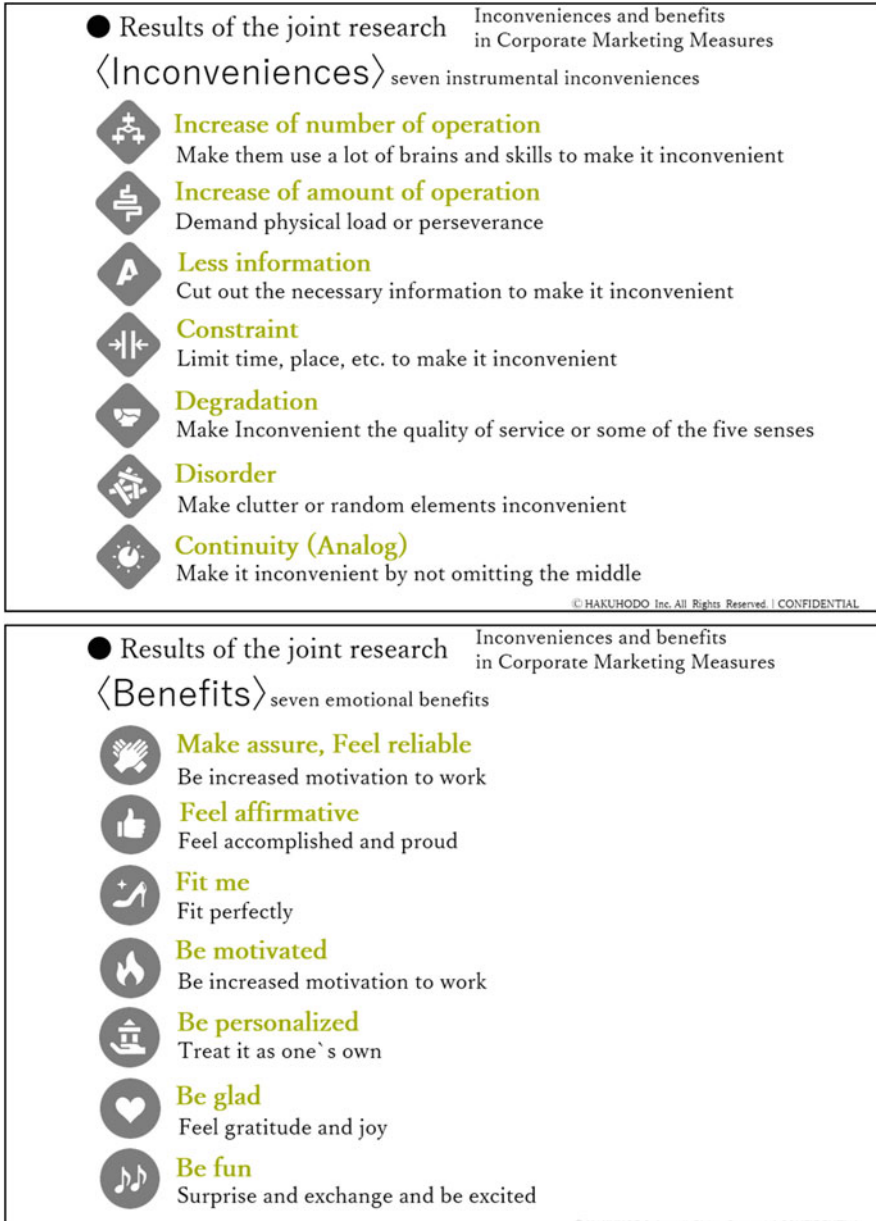 ● Results of the joint research
Inconveniences and benefits
in Corporate Marketing Measures
〈Inconveniences〉 seven instrumental inconveniences
Increase of number of operation
Make them use a lot of brains and skills to make it inconvenient
Increase of amount of operation
Demand physical load or perseverance
Less information
Cut out the necessary information to make it inconvenient
Constraint
Limit time, place, etc. to make it inconvenient
Degradation
Make Inconvenient the quality of service or some of the five senses
Disorder
Make clutter or random elements inconvenient
Continuity (Analog)
Make it inconvenient by not omitting the middle
© HAKUHODO Inc. All Rights Reserved. | CONFIDENTIAL
● Results of the joint research
Inconveniences and benefits
in Corporate Marketing Measures
〈Benefits〉 seven emotional benefits
Make assure, Feel reliable
Be increased motivation to work
Feel affirmative
Feel accomplished and proud
Fit me
Fit perfectly
Be motivated
Be increased motivation to work
Be personalized
Treat it as one`s own
Be glad
Feel gratitude and joy
Be fun
Surprise and exchange and be excited